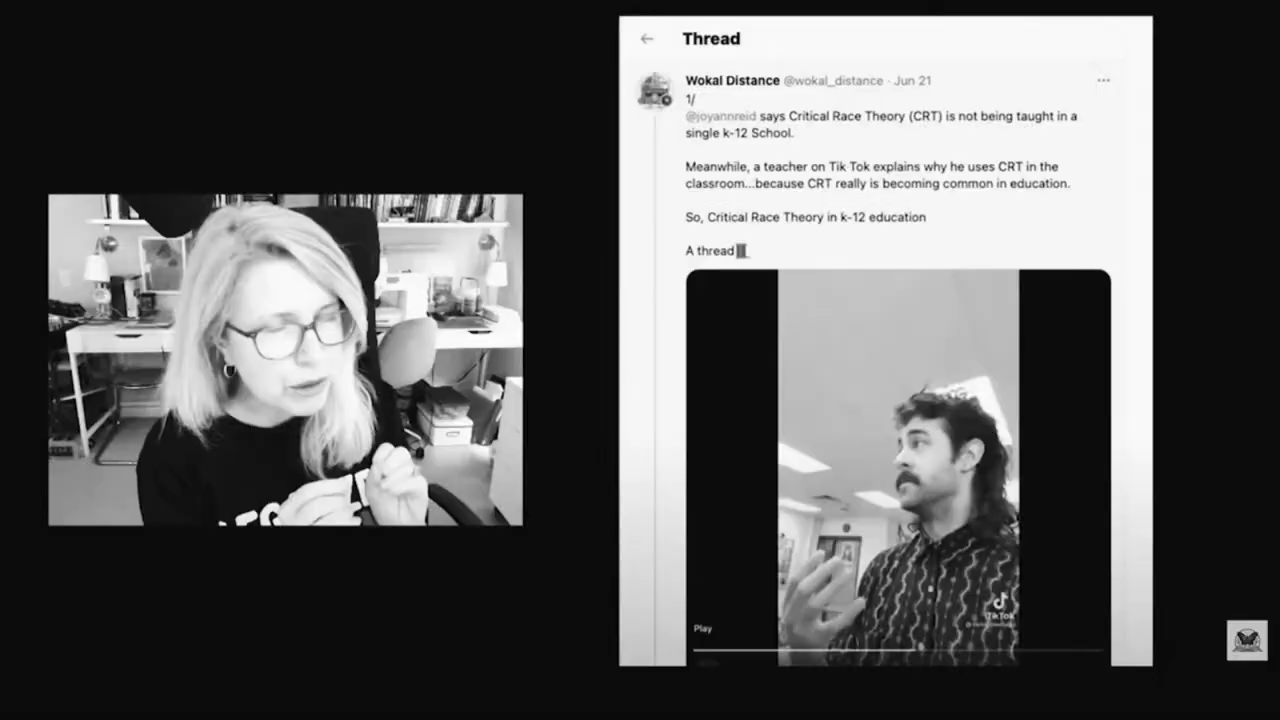 Thread
Wokal Distance @wokal_distance · Jun 21
1/
@joyannreid says Critical Race Theory (CRT) is not being taught in a
single k-12 School.
Meanwhile, a teacher on Tik Tok explains why he uses CRT in the
classroom...because CRT really is becoming common in education.
So, Critical Race Theory in k-12 education
A thread
Play
TikTok